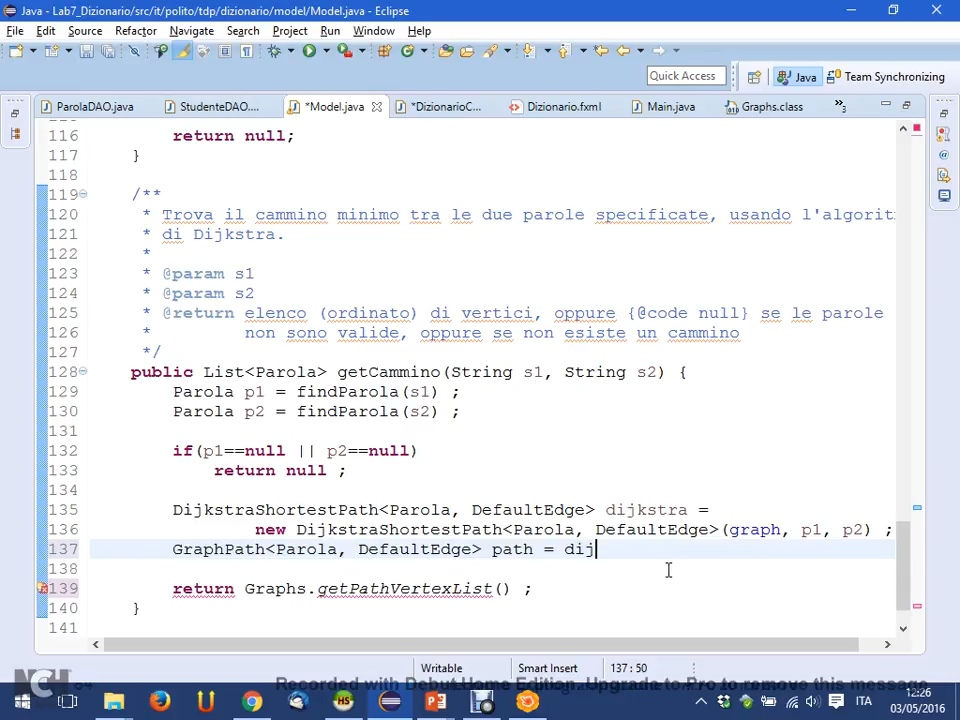 Java - Lab7_Dizionario/src/it/polito/tdp/dizionario/model/Model.java - Eclipse
File Edit Source Refactor Navigate Search Project Run Window Help
Quick Access Java Team Synchronizing
ParolaDAO.java StudenteDAO.... *Model.java *DizionarioC... Dizionario.fxml Main.java Graphs.class »3
116 return null;
117 }
118
119 /**
120 * Trova il cammino minimo tra le due parole specificate, usando l'algorit
121 * di Dijkstra.
122 *
123 * @param s1
124 * @param s2
125 * @return elenco (ordinato) di vertici, oppure {@code null} se le parole
126 * non sono valide, oppure se non esiste un cammino
127 */
128 public List<Parola> getCammino(String s1, String s2) {
129 Parola p1 = findParola(s1) ;
130 Parola p2 = findParola(s2) ;
131
132 if(p1==null || p2==null)
133 return null ;
134
135 DijkstraShortestPath<Parola, DefaultEdge> dijkstra =
136 new DijkstraShortestPath<Parola, DefaultEdge>(graph, p1, p2) ;
137 GraphPath<Parola, DefaultEdge> path = dij
138
139 return Graphs.getPathVertexList() ;
140 }
141
Writable Smart Insert 137 : 50
NCH
Recorded with Debut Home Edition. Upgrade to Pro to remove this message
ITA 12:26
03/05/2016